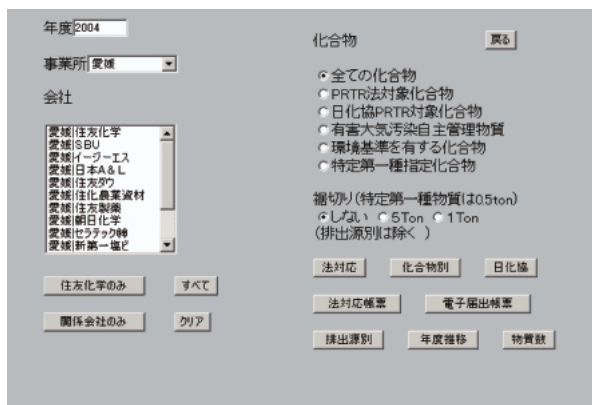 年度 2004
事業所 愛媛
会社
愛媛|住友化学
愛媛|SBU
愛媛|イージーエス
愛媛|日本A&L
愛媛|住友ダウ
愛媛|住化農業資材
愛媛|住友製薬
愛媛|朝日化学
愛媛|セラテック
愛媛|新第一塩ビ
住友化学のみ すべて
関係会社のみ クリア
化合物 戻る
全ての化合物
PRTR法対象化合物
日化協PRTR対象化合物
有害大気汚染自主管理物質
環境基準を有する化合物
特定第一種指定化合物
裾切り(特定第一種物質は0.5ton)
しない 5Ton 1Ton
(排出源別は除く )
法対応 化合物別 日化協
法対応帳票 電子届出帳票
排出源別 年度推移 物質数